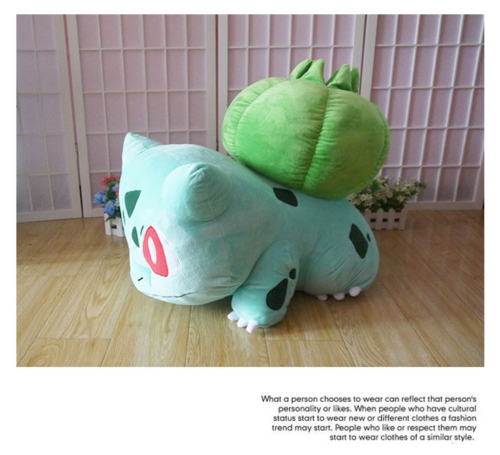 What a person chooses to wear can reflect that person's
personality or likes. When people who have cultural
status start to wear new or different clothes a fashion
trend may start. People who like or respect them may
start to wear clothes of a similar style.